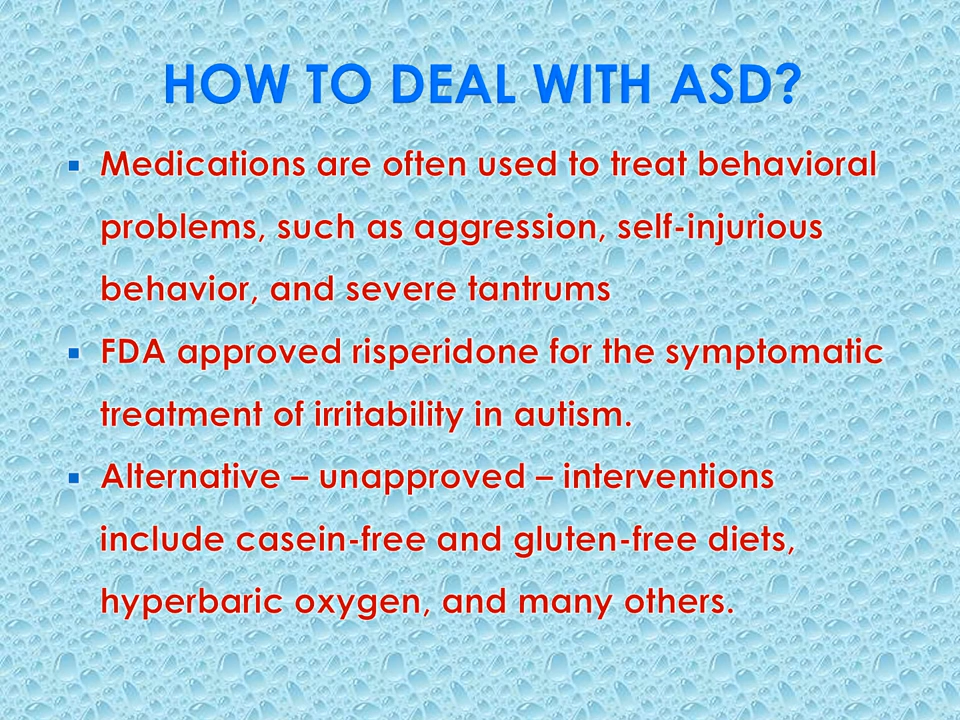 HOW TO DEAL WITH ASD?
▪ Medications are often used to treat behavioral
problems, such as aggression, self-injurious
behavior, and severe tantrums
▪ FDA approved risperidone for the symptomatic
treatment of irritability in autism.
▪ Alternative – unapproved – interventions
include casein-free and gluten-free diets,
hyperbaric oxygen, and many others.